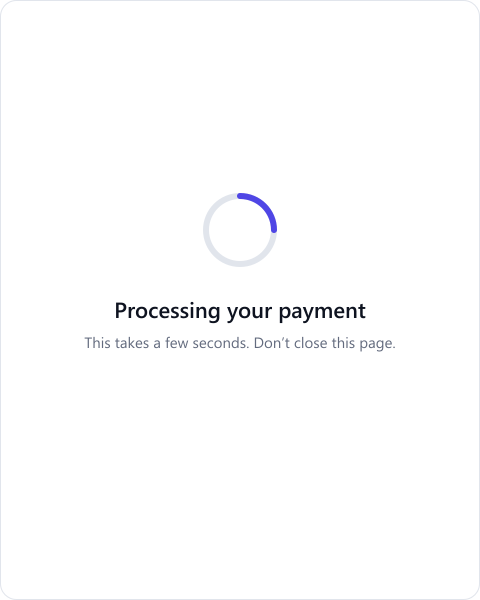 Processing your payment
This takes a few seconds. Don’t close this page.